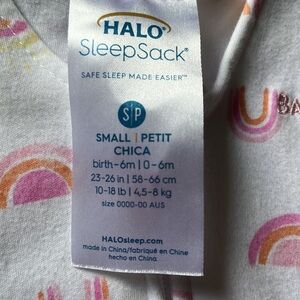 HALO®
SleepSack®
SAFE SLEEP MADE EASIER™
S P
SMALL | PETIT
CHICA
birth-6m | 0-6m
23-26 in | 58-66 cm
10-18 lb | 4,5-8 kg
size 0000-00 AUS
HALOsleep.com
made in China/fabriqué en Chine
hecho en China
BA